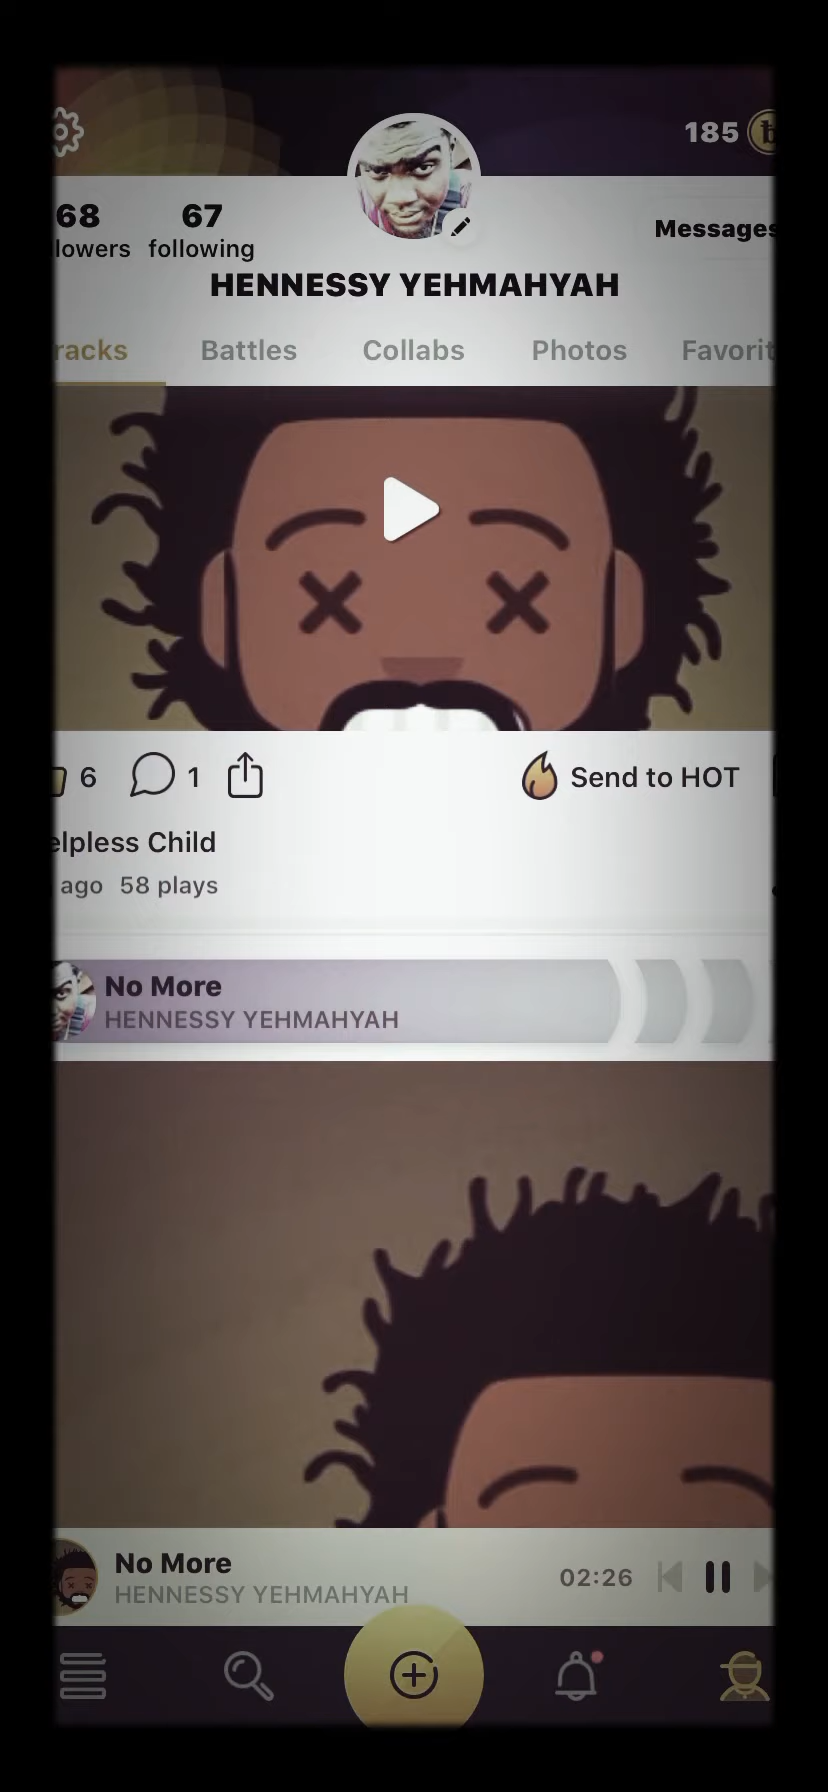 185
68
67
lowers
following
Messages
HENNESSY YEHMAHYAH
racks
Battles
Collabs
Photos
Favorit
6
1
Send to HOT
elpless Child
ago 58 plays
No More
HENNESSY YEHMAHYAH
No More
HENNESSY YEHMAHYAH
02:26